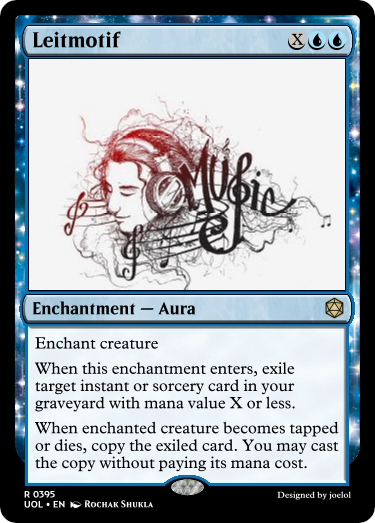 Leitmotif X
Music
Enchantment — Aura
Enchant creature
When this enchantment enters, exile
target instant or sorcery card in your
graveyard with mana value X or less.
When enchanted creature becomes tapped
or dies, copy the exiled card. You may cast
the copy without paying its mana cost.
R 0395
UOL • EN Rochak Shukla
Designed by joelol